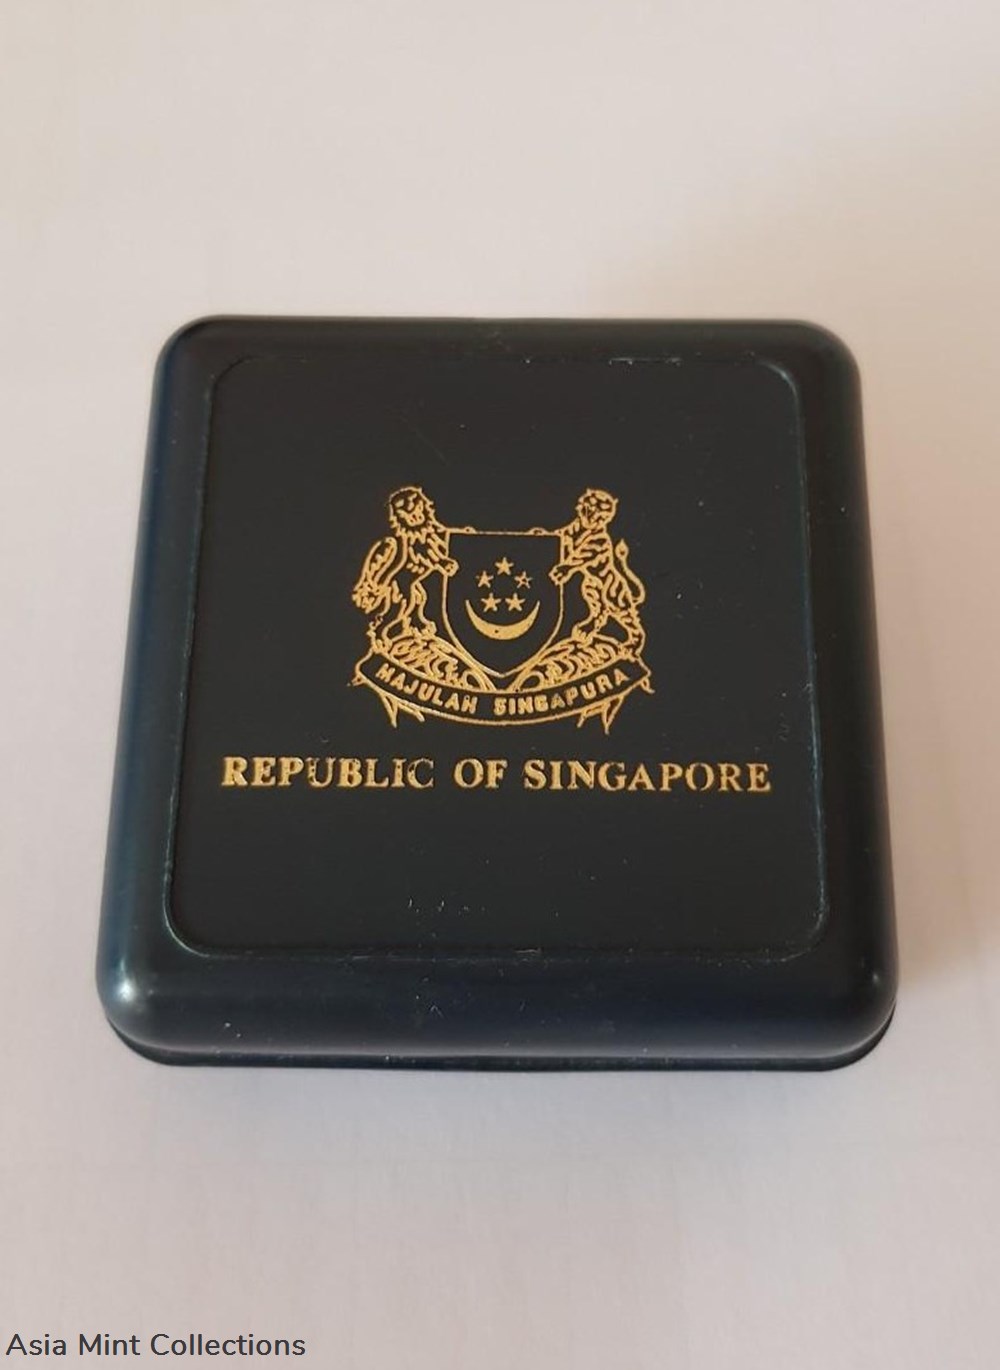 MAJULAH SINGAPURA
REPUBLIC OF SINGAPORE
Asia Mint Collections